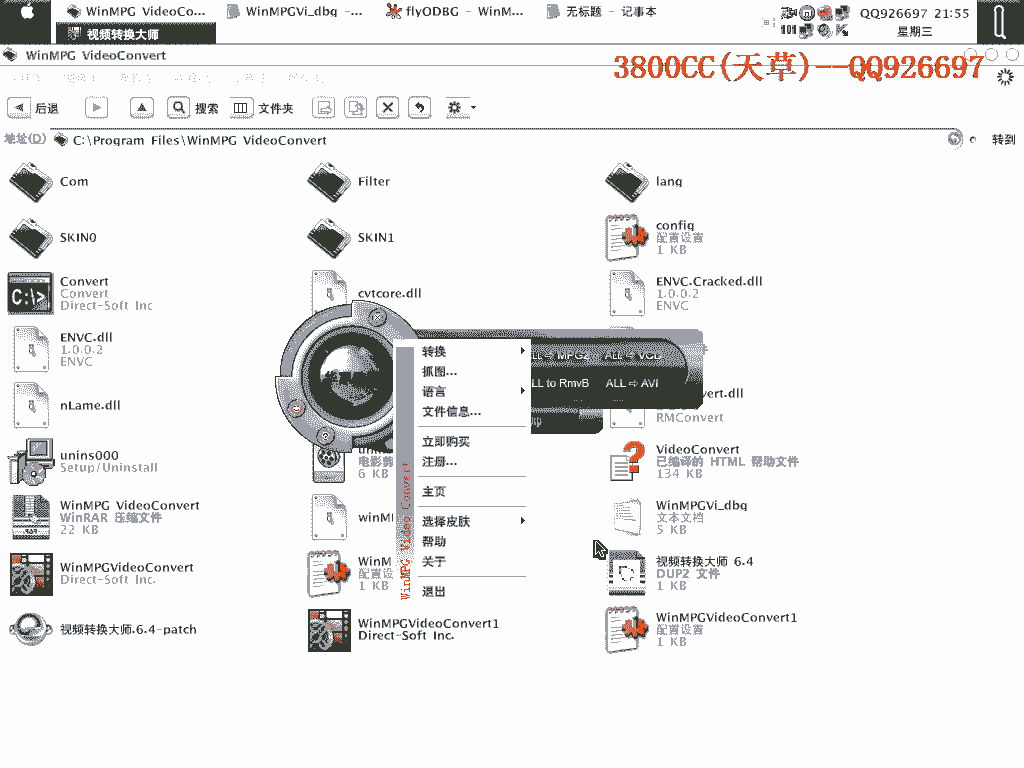 WinMPG VideoCo...
WinMPGVi_dbg -...
flyODBG - WinM...
无标题 - 记事本
QQ926697 21:55
星期三
视频转换大师
WinMPG VideoConvert
3800CC(天草)--QQ926697
后退
搜索
文件夹
地址(D)
C:\Program Files\WinMPG VideoConvert
转到
Com
Filter
lang
SKIN0
SKIN1
config
配置设置
1 KB
Convert
Convert
Direct-Soft Inc
cvtcore.dll
ENVC.Cracked.dll
1.0.0.2
ENVC
ENVC.dll
1.0.0.2
ENVC
转换
抓图...
语言
文件信息...
立即购买
注册...
主页
选择皮肤
帮助
关于
退出
WinMPG Video Convert
ALL to RmvB
ALL ⇨ AVI
ALL ⇨ VCD
nLame.dll
RMConvert
unins000
Setup/Uninstall
6 KB
VideoConvert
已编译的 HTML 帮助文件
134 KB
WinMPG VideoConvert
WinRAR 压缩文件
22 KB
WinMPGVi_dbg
文本文档
5 KB
WinMPGVideoConvert
Direct-Soft Inc.
1 KB
视频转换大师 6.4
DUP2 文件
1 KB
视频转换大师.6.4-patch
WinMPGVideoConvert1
Direct-Soft Inc.
WinMPGVideoConvert1
配置设置
1 KB